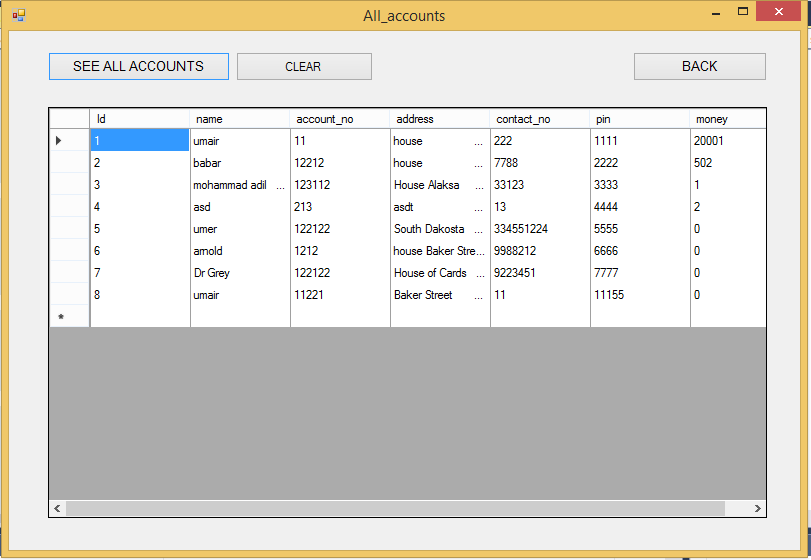 All_accounts
SEE ALL ACCOUNTS CLEAR BACK
Id name account_no address contact_no pin money
1 umair 11 house ... 222 1111 20001
2 babar 12212 house ... 7788 2222 502
3 mohammad adil ... 123112 House Alaksa ... 33123 3333 1
4 asd 213 asdt ... 13 4444 2
5 umer 122122 South Dakosta ... 334551224 5555 0
6 arnold 1212 house Baker Stre... 9988212 6666 0
7 Dr Grey 122122 House of Cards ... 9223451 7777 0
8 umair 11221 Baker Street ... 11 11155 0